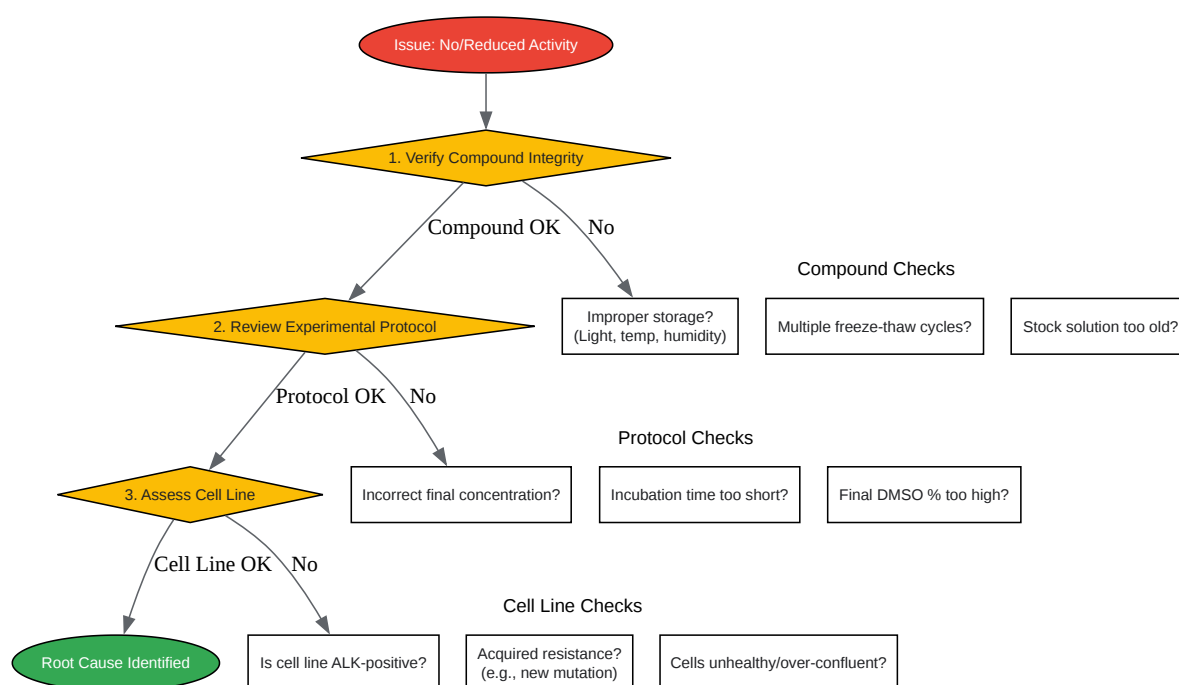 Issue: No/Reduced Activity
1. Verify Compound Integrity
Compound OK
No
Compound Checks
2. Review Experimental Protocol
Improper storage?
(Light, temp, humidity)
Multiple freeze-thaw cycles?
Stock solution too old?
Protocol OK
No
Protocol Checks
3. Assess Cell Line
Incorrect final concentration?
Incubation time too short?
Final DMSO % too high?
Cell Line OK
No
Cell Line Checks
Root Cause Identified
Is cell line ALK-positive?
Acquired resistance?
(e.g., new mutation)
Cells unhealthy/over-confluent?